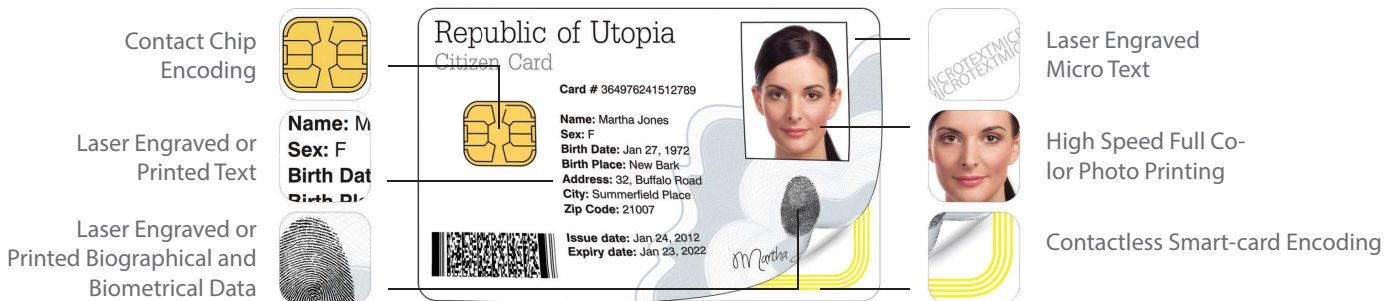 Contact Chip
Encoding
Laser Engraved or
Printed Text
Name: M
Sex: F
Birth Dat
Laser Engraved or
Printed Biographical and
Biometrical Data
Republic of Utopia
Citizen Card
Card # 364976241512789
Name: Martha Jones
Sex: F
Birth Date: Jan 27, 1972
Birth Place: New Bark
Address: 32, Buffalo Road
City: Summerfield Place
Zip Code: 21007
Issue date: Jan 24, 2012
Expiry date: Jan 23, 2022
Martha
MICROTEXTMICR
MICROTEXTMIC
Laser Engraved
Micro Text
High Speed Full Co-
lor Photo Printing
Contactless Smart-card Encoding